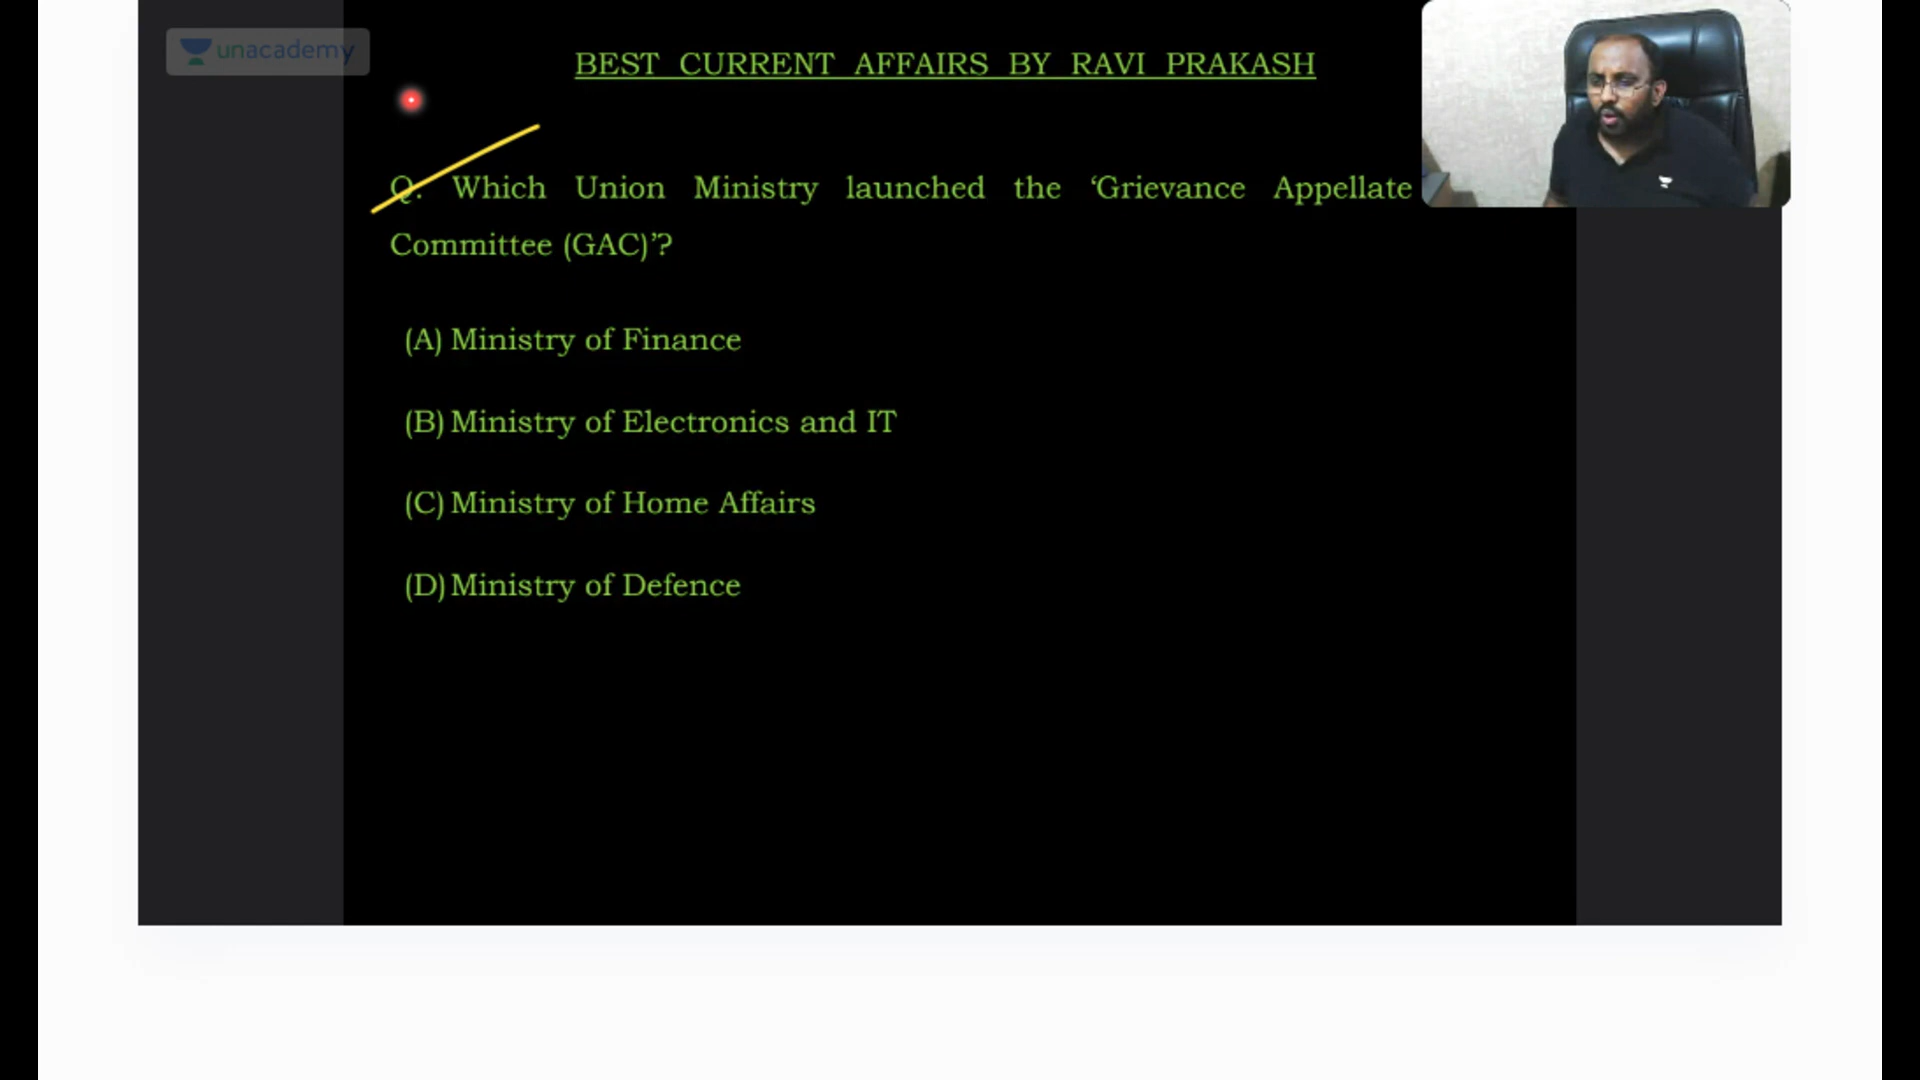 unacademy
BEST CURRENT AFFAIRS BY RAVI PRAKASH
Q. Which Union Ministry launched the ‘Grievance Appellate
Committee (GAC)’?
(A) Ministry of Finance
(B) Ministry of Electronics and IT
(C) Ministry of Home Affairs
(D) Ministry of Defence